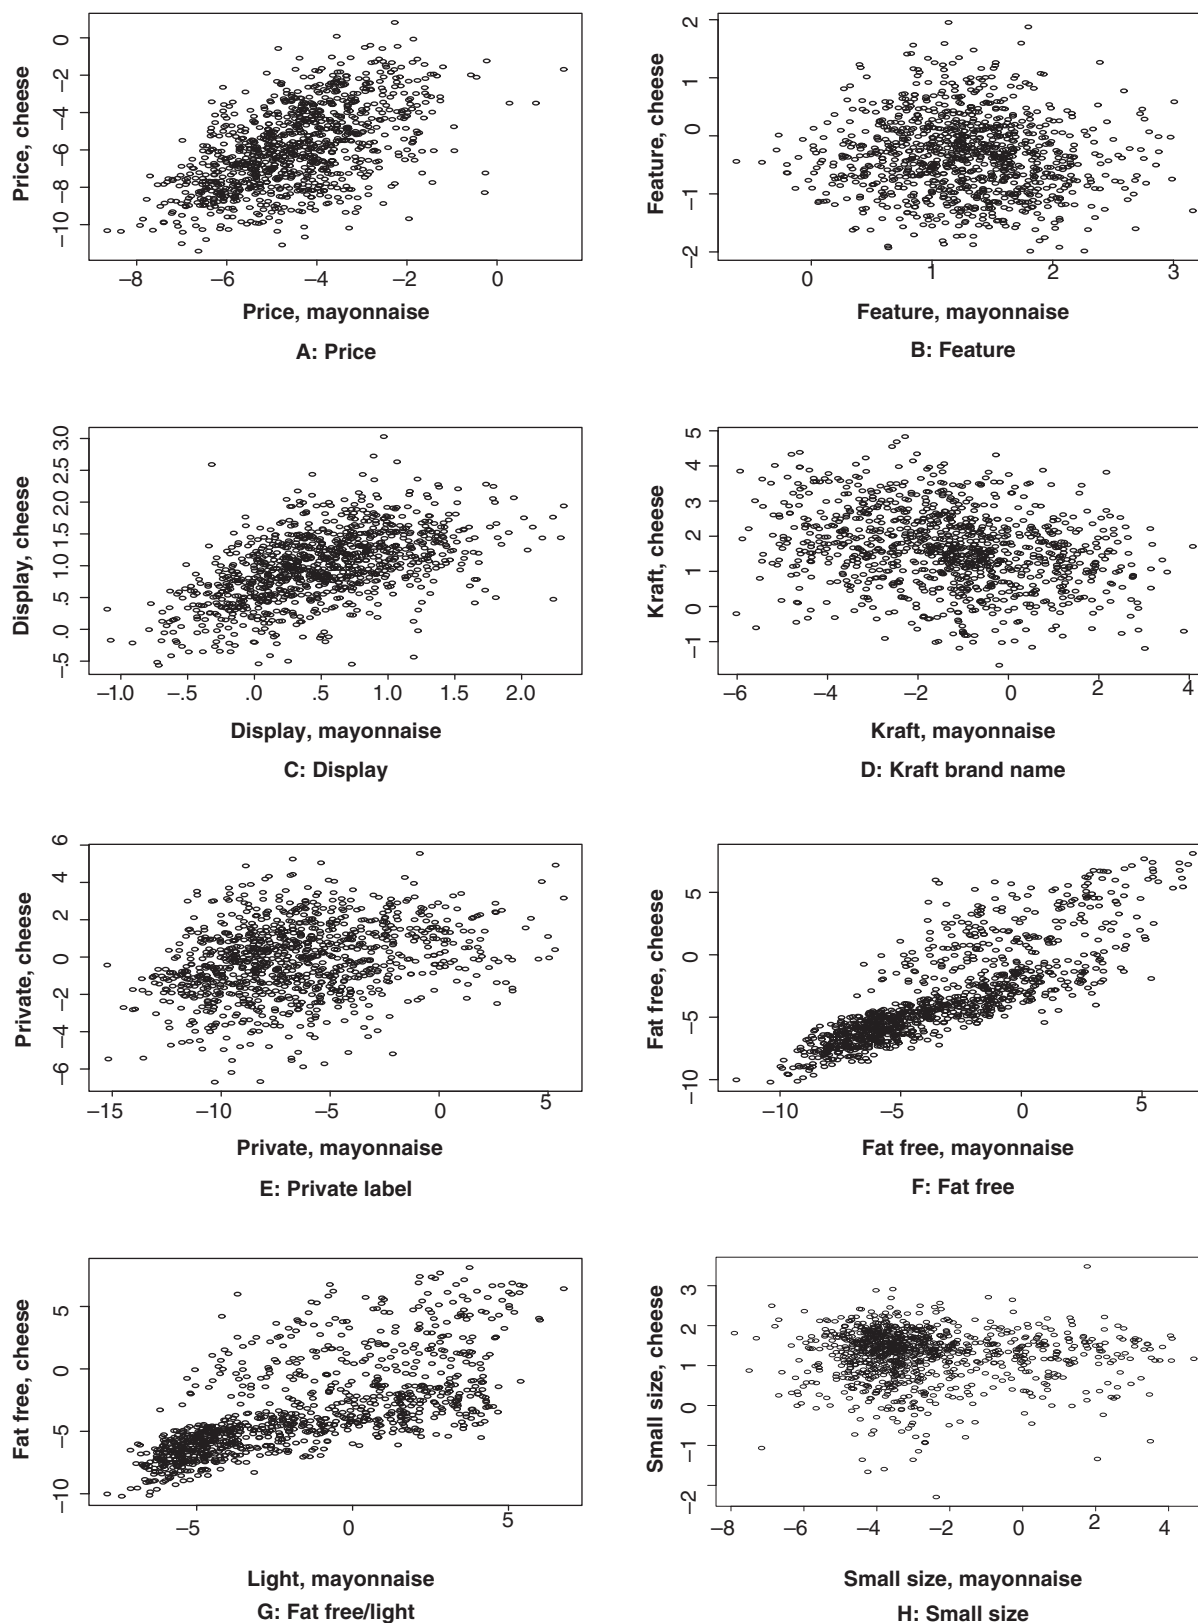 Price, cheese
0
–2
–4
–6
–8
–10
–8 –6 –4 –2 0
Price, mayonnaise
A: Price
Feature, cheese
2
1
0
–1
–2
0 1 2 3
Feature, mayonnaise
B: Feature
Display, cheese
3.0
2.5
2.0
1.5
1.0
.5
.0
–.5
–1.0 –.5 .0 .5 1.0 1.5 2.0
Display, mayonnaise
C: Display
Kraft, cheese
5
4
3
2
1
0
–1
–6 –4 –2 0 2 4
Kraft, mayonnaise
D: Kraft brand name
Private, cheese
6
4
2
0
–2
–4
–6
–15 –10 –5 0 5
Private, mayonnaise
E: Private label
Fat free, cheese
5
0
–5
–10
–10 –5 0 5
Fat free, mayonnaise
F: Fat free
Fat free, cheese
5
0
–5
–10
–5 0 5
Light, mayonnaise
G: Fat free/light
Small size, cheese
3
2
1
0
–1
–2
–8 –6 –4 –2 0 2 4
Small size, mayonnaise
H: Small size